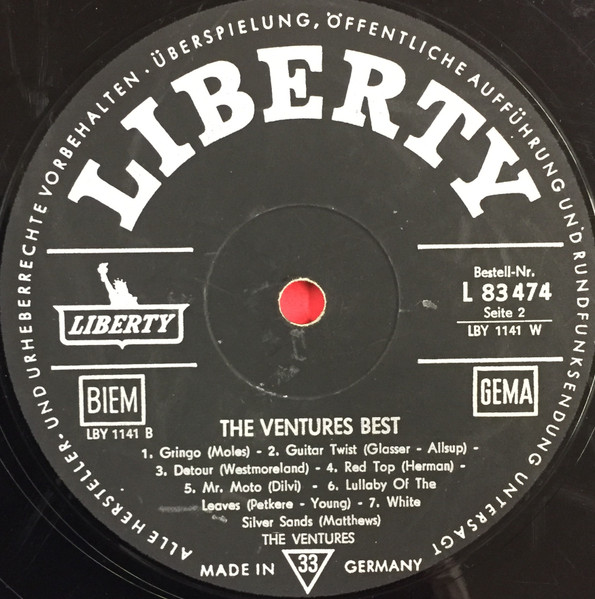 ALLE HERSTELLER- UND URHEBERRECHTE VORBEHALTEN . ÜBERSPIELUNG, ÖFFENTLICHE AUFFÜHRUNG UND RUNDFUNKSENDUNG UNTERSAGT
LIBERTY
LIBERTY
Bestell-Nr.
L 83 474
Seite 2
LBY 1141 W
BIEM
LBY 1141 B
GEMA
THE VENTURES BEST
1. Gringo (Moles) - 2. Guitar Twist (Glasser - Allsup) -
3. Detour (Westmoreland) - 4. Red Top (Herman) -
5. Mr. Moto (Dilvi) - 6. Lullaby Of The
Leaves (Petkere - Young) - 7. White
Silver Sands (Matthews)
THE VENTURES
MADE IN 33 GERMANY